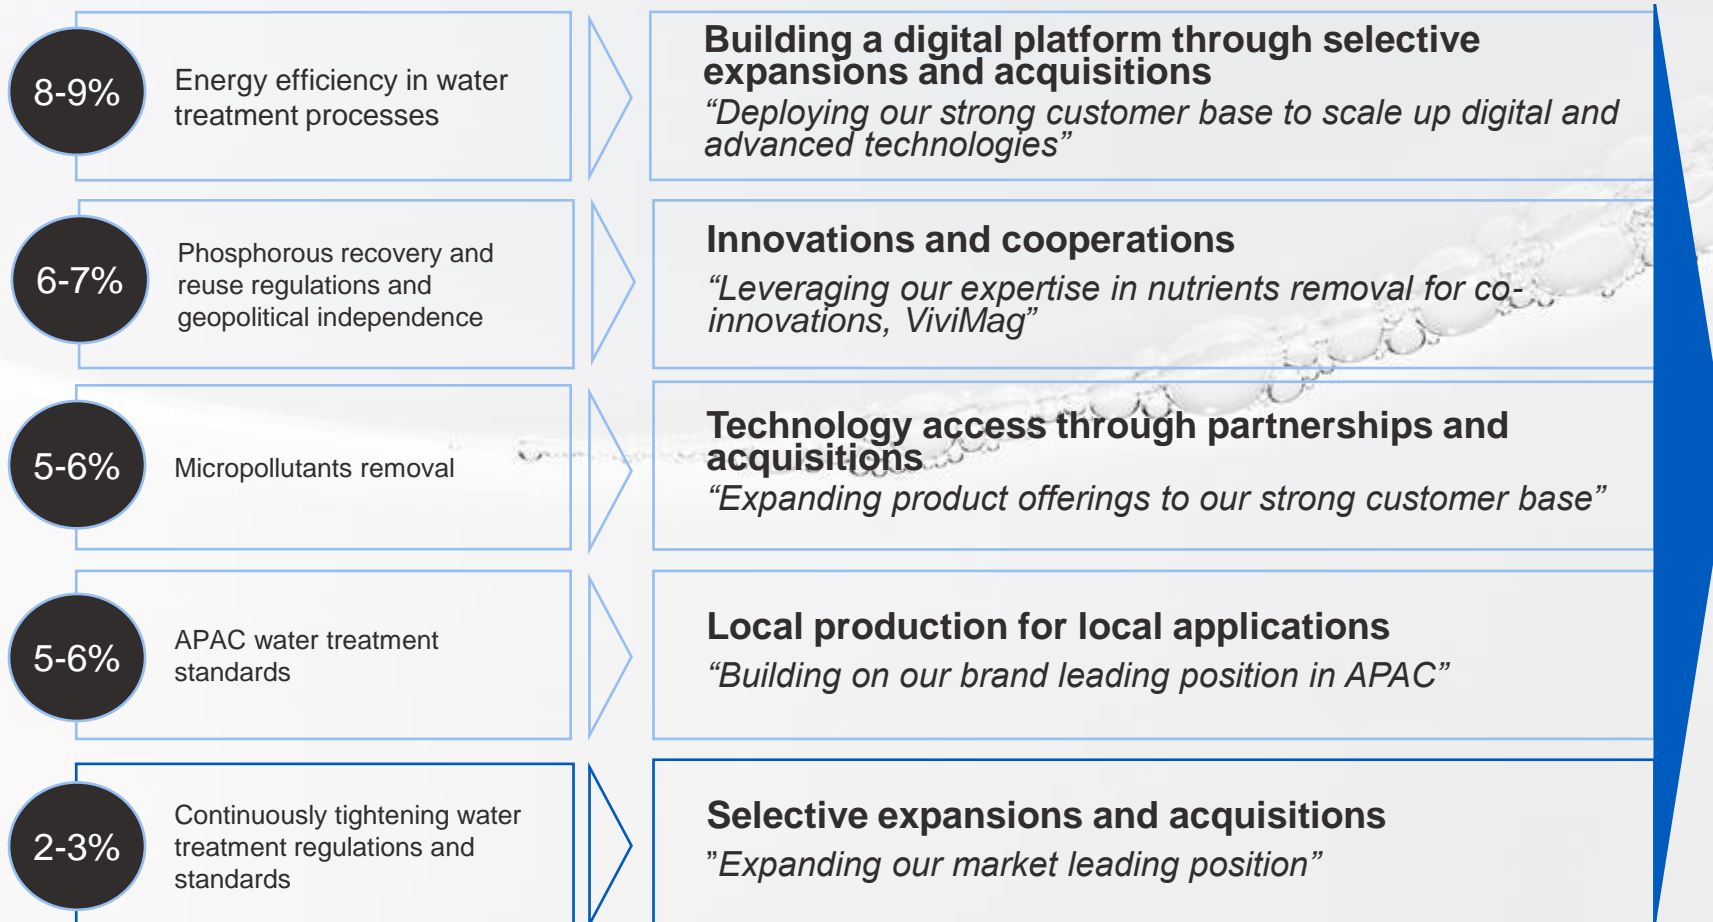 8-9%
Energy efficiency in water
treatment processes
Building a digital platform through selective
expansions and acquisitions
“Deploying our strong customer base to scale up digital and
advanced technologies”
6-7%
Phosphorous recovery and
reuse regulations and
geopolitical independence
Innovations and cooperations
“Leveraging our expertise in nutrients removal for co-
innovations, ViviMag”
5-6%
Micropollutants removal
Technology access through partnerships and
acquisitions
“Expanding product offerings to our strong customer base”
5-6%
APAC water treatment
standards
Local production for local applications
“Building on our brand leading position in APAC”
2-3%
Continuously tightening water
treatment regulations and
standards
Selective expansions and acquisitions
”Expanding our market leading position”